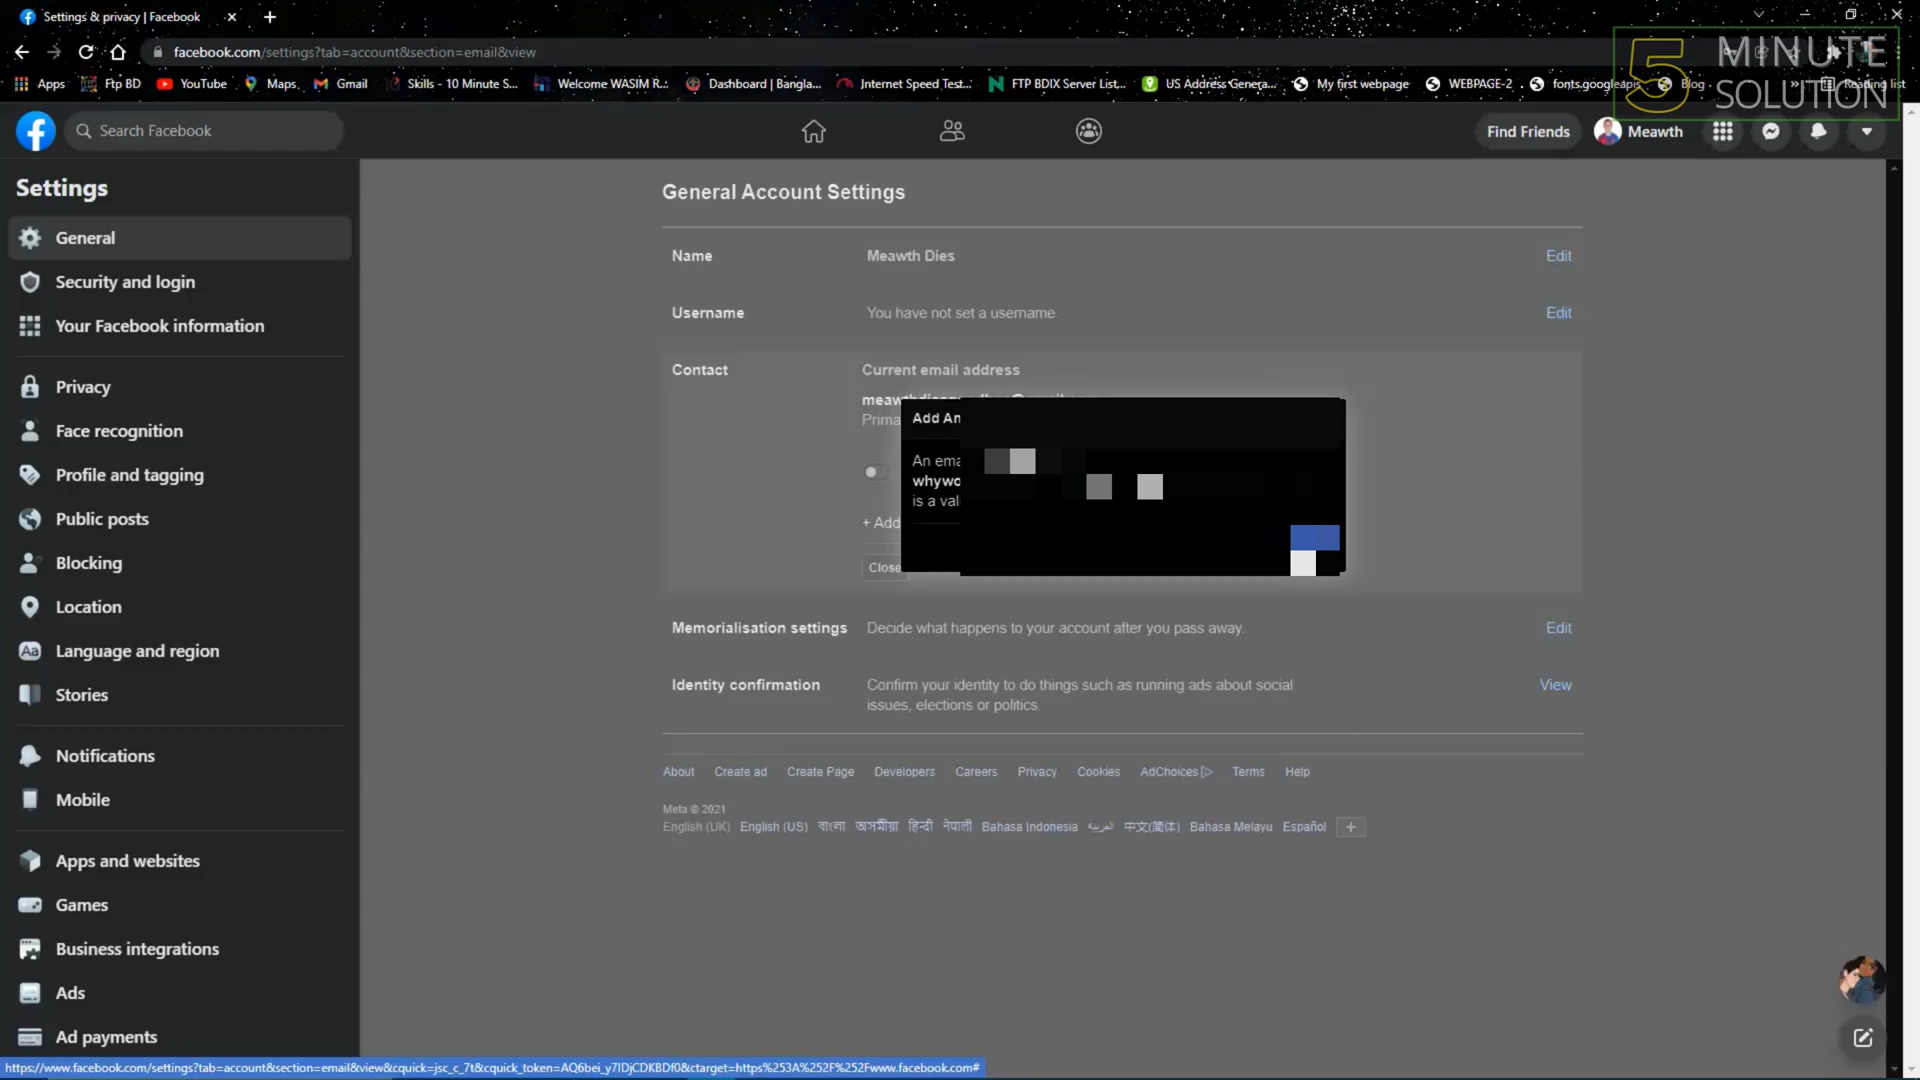 Settings & privacy | Facebook
facebook.com/settings?tab=account&section=email&view
Apps
Ftp BD
YouTube
Maps
Gmail
Skills - 10 Minute S...
Welcome WASIM R...
Dashboard | Bangla...
Internet Speed Test...
FTP BDIX Server List...
US Address Genera...
My first webpage
WEBPAGE-2
fonts.googleapis
Blog
Reading list
5 MINUTE
SOLUTION
Search Facebook
Find Friends
Meawth
Settings
General
Security and login
Your Facebook information
Privacy
Face recognition
Profile and tagging
Public posts
Blocking
Location
Language and region
Stories
Notifications
Mobile
Apps and websites
Games
Business integrations
Ads
Ad payments
General Account Settings
Name
Meawth Dies
Edit
Username
You have not set a username
Edit
Contact
Current email address
Prima
Add An
An ema
whywo
is a val
+ Add
Close
Memorialisation settings
Decide what happens to your account after you pass away.
Edit
Identity confirmation
Confirm your identity to do things such as running ads about social
issues, elections or politics.
View
About Create ad Create Page Developers Careers Privacy Cookies AdChoices Terms Help
Meta © 2021
English (UK) English (US) বাংলা অসমীয়া हिन्दी नेपाली Bahasa Indonesia العربية 中文(简体) Bahasa Melayu Español
https://www.facebook.com/settings?tab=account&section=email&view&cquick=jsc_c_7t&cquick_token=AQ6bei_y7IDjCDKBDf0&ctarget=https%253A%252F%252Fwww.facebook.com#